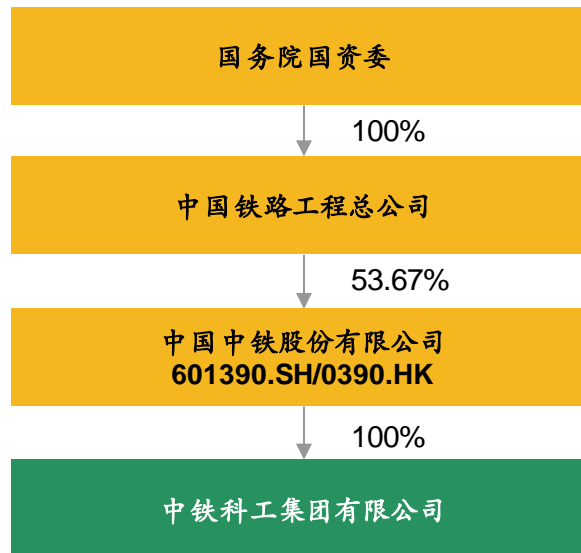 国务院国资委
100%
中国铁路工程总公司
53.67%
中国中铁股份有限公司
601390.SH/0390.HK
100%
中铁科工集团有限公司